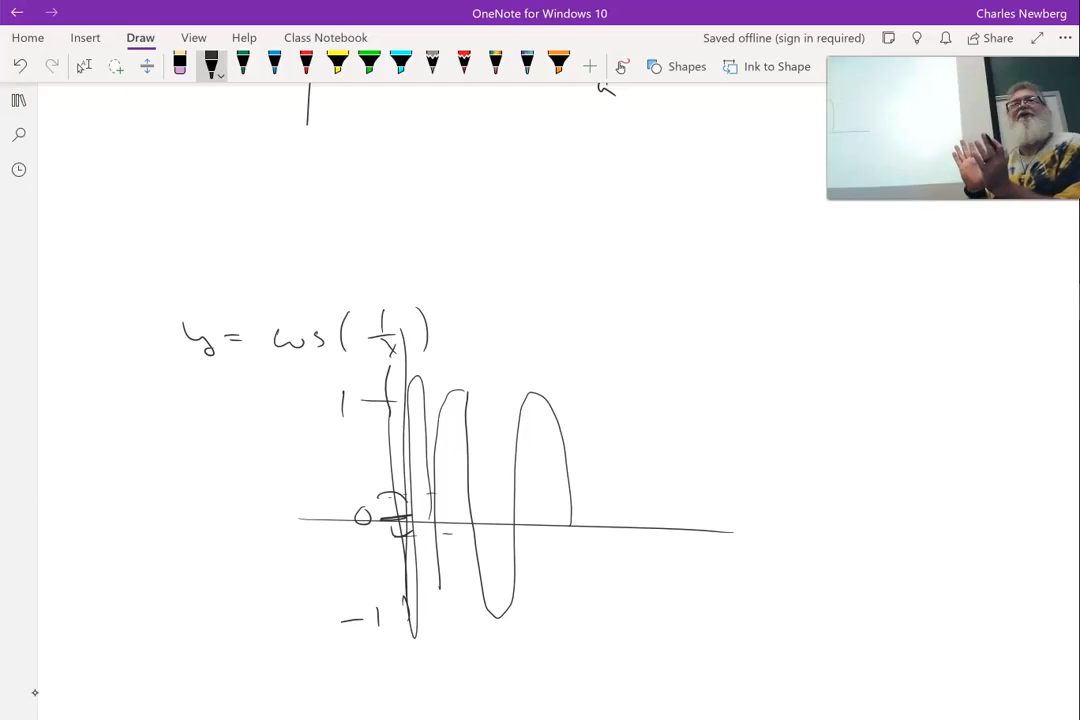 OneNote for Windows 10
Charles Newberg
Home Insert Draw View Help Class Notebook
Saved offline (sign in required)
Share
Shapes
Ink to Shape
y = cos(1/x)
1
0
-1